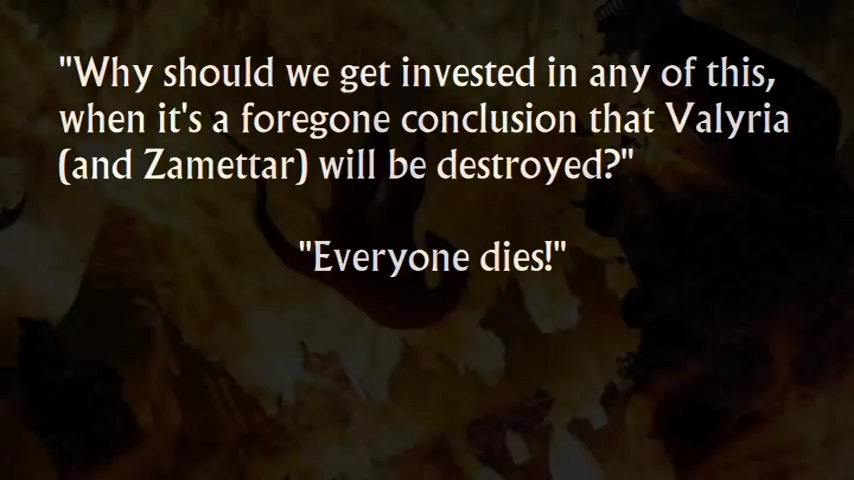 "Why should we get invested in any of this,
when it's a foregone conclusion that Valyria
(and Zamettar) will be destroyed?"
"Everyone dies!"